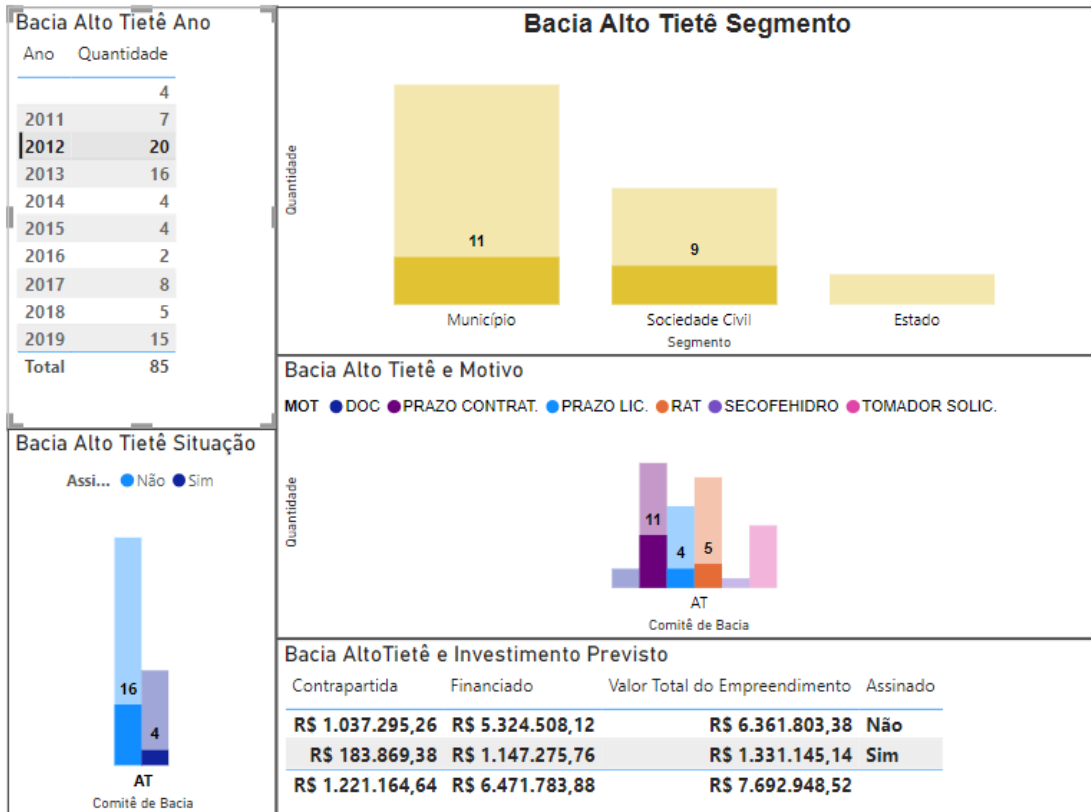 Bacia Alto Tietê Ano
Ano Quantidade
4
2011 7
2012 20
2013 16
2014 4
2015 4
2016 2
2017 8
2018 5
2019 15
Total 85
Bacia Alto Tietê Segmento
Quantidade
11
9
Município Sociedade Civil Estado
Segmento
Bacia Alto Tietê e Motivo
MOT DOC PRAZO CONTRAT. PRAZO LIC. RAT SECOFEHIDRO TOMADOR SOLIC.
Quantidade
11 4 5
AT
Comitê de Bacia
Bacia Alto Tietê Situação
Assi... Não Sim
16
4
AT
Comitê de Bacia
Bacia AltoTietê e Investimento Previsto
Contrapartida Financiado Valor Total do Empreendimento Assinado
R$ 1.037.295,26 R$ 5.324.508,12 R$ 6.361.803,38 Não
R$ 183.869,38 R$ 1.147.275,76 R$ 1.331.145,14 Sim
R$ 1.221.164,64 R$ 6.471.783,88 R$ 7.692.948,52